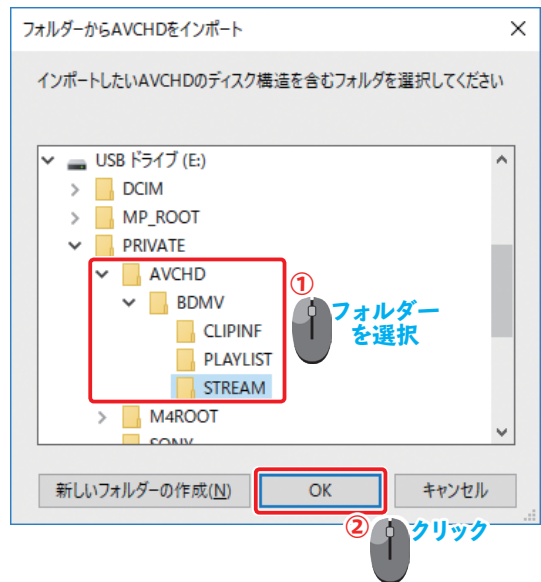 フォルダーからAVCHDをインポート
インポートしたいAVCHDのディスク構造を含むフォルダを選択してください
USB ドライブ (E:)
DCIM
MP_ROOT
PRIVATE
AVCHD
BDMV
CLIPINF
PLAYLIST
STREAM
M4ROOT
SONY
①
フォルダー
を選択
新しいフォルダーの作成(N)
OK
キャンセル
②
クリック